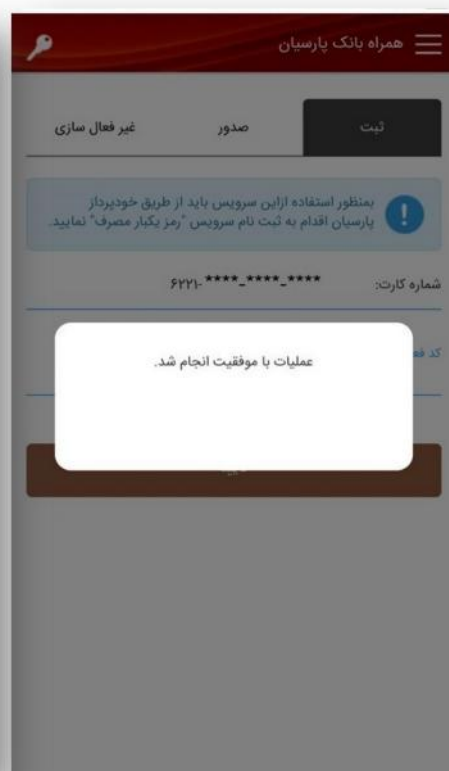 همراه بانک پارسیان
ثبت صدور غیر فعال سازی
بمنظور استفاده ازاین سرویس باید از طریق خودپرداز
پارسیان اقدام به ثبت نام سرویس "رمز یکبار مصرف" نمایید.
شماره کارت: ۶۲۲۱-****-****-****
کد
عملیات با موفقیت انجام شد.